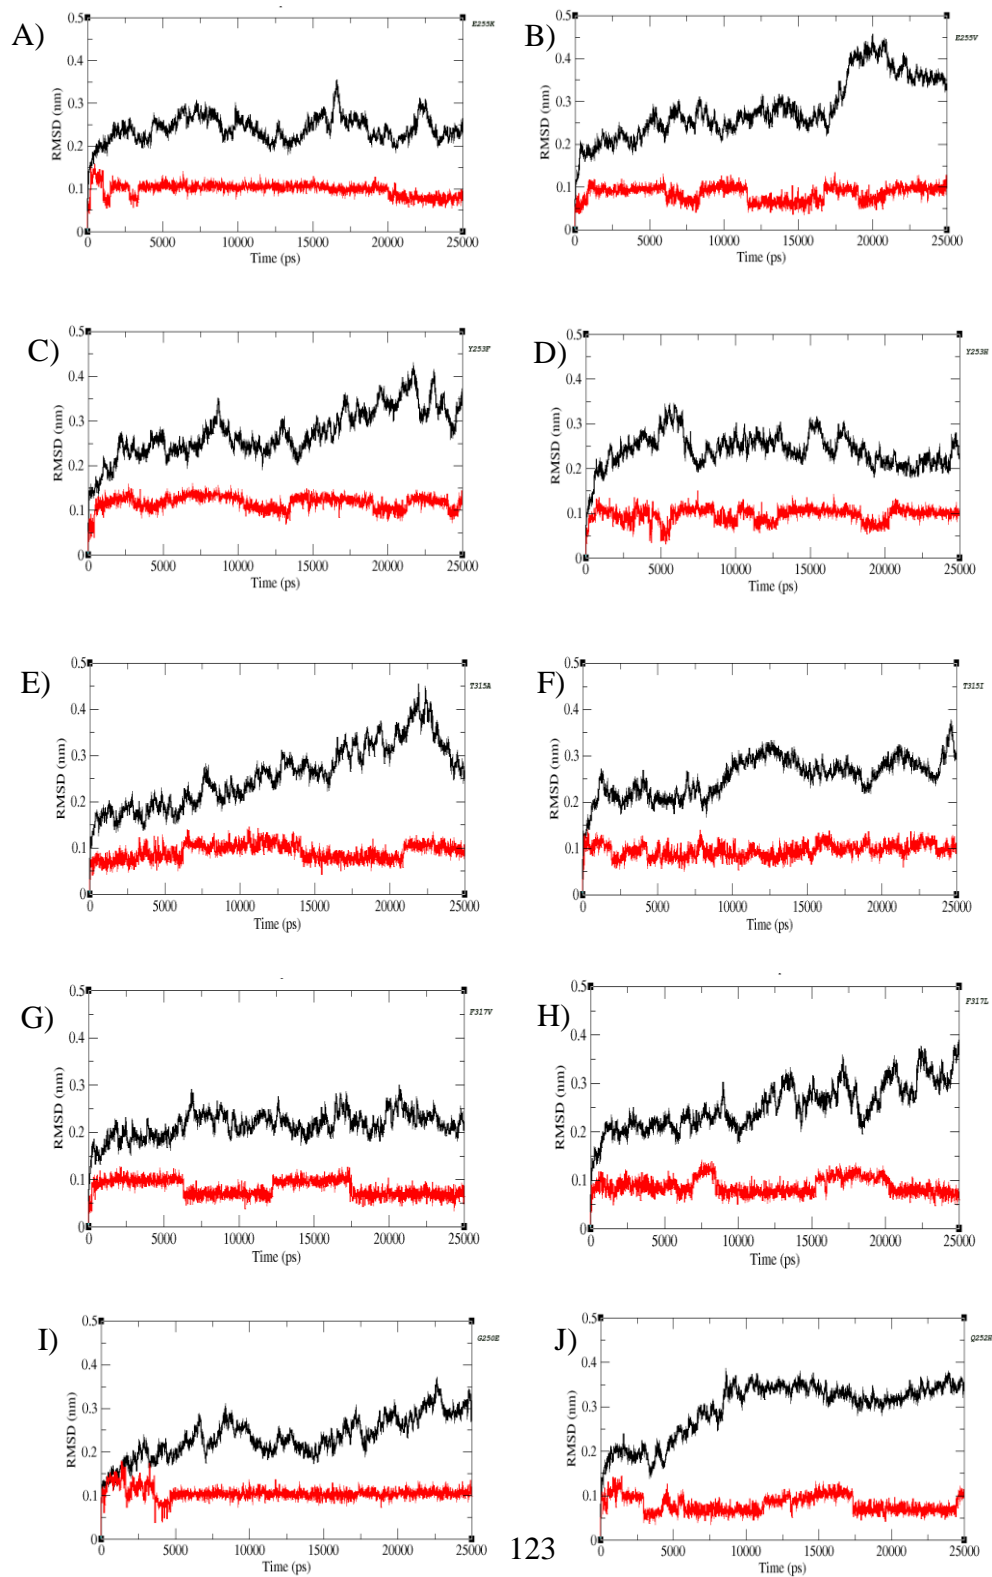 A)
E255K
RMSD (nm)
0.5
0.4
0.3
0.2
0.1
0
0 5000 10000 15000 20000 25000
Time (ps)
B)
E255V
RMSD (nm)
0.5
0.4
0.3
0.2
0.1
0
0 5000 10000 15000 20000 25000
Time (ps)
C)
Y253F
RMSD (nm)
0.5
0.4
0.3
0.2
0.1
0
0 5000 10000 15000 20000 25000
Time (ps)
D)
Y253H
RMSD (nm)
0.5
0.4
0.3
0.2
0.1
0
0 5000 10000 15000 20000 25000
Time (ps)
E)
T315A
RMSD (nm)
0.5
0.4
0.3
0.2
0.1
0
0 5000 10000 15000 20000 25000
Time (ps)
F)
T315I
RMSD (nm)
0.5
0.4
0.3
0.2
0.1
0
0 5000 10000 15000 20000 25000
Time (ps)
G)
F317V
RMSD (nm)
0.5
0.4
0.3
0.2
0.1
0
0 5000 10000 15000 20000 25000
Time (ps)
H)
F317L
RMSD (nm)
0.5
0.4
0.3
0.2
0.1
0
0 5000 10000 15000 20000 25000
Time (ps)
I)
G250E
RMSD (nm)
0.5
0.4
0.3
0.2
0.1
0
0 5000 10000 15000 20000 25000
Time (ps)
J)
Q252H
RMSD (nm)
0.5
0.4
0.3
0.2
0.1
0
0 5000 10000 15000 20000 25000
Time (ps)
123